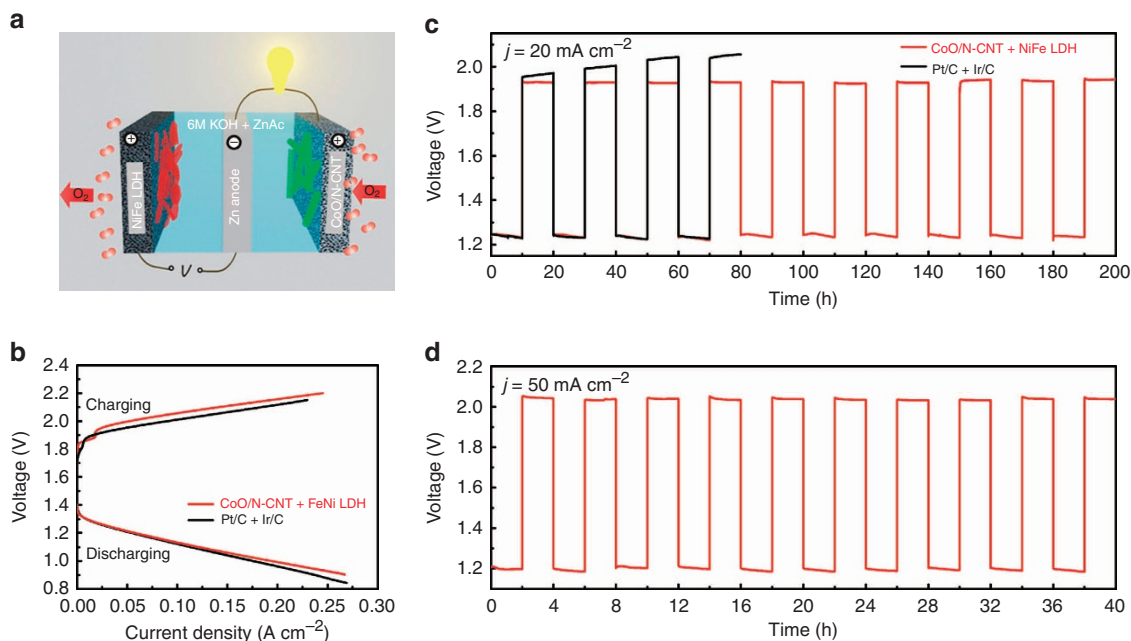 a
6M KOH + ZnAc
+
−
+
O₂
NiFe LDH
Zn anode
CoO/N-CNT
O₂
V
b
2.4
2.2
2.0
1.8
1.6
1.4
1.2
1.0
0.8
Voltage (V)
Charging
CoO/N-CNT + FeNi LDH
Pt/C + Ir/C
Discharging
0.00 0.05 0.10 0.15 0.20 0.25 0.30
Current density (A cm⁻²)
c
j = 20 mA cm⁻²
CoO/N-CNT + NiFe LDH
Pt/C + Ir/C
2.0
1.8
1.6
1.4
1.2
Voltage (V)
0 20 40 60 80 100 120 140 160 180 200
Time (h)
d
j = 50 mA cm⁻²
2.2
2.0
1.8
1.6
1.4
1.2
Voltage (V)
0 4 8 12 16 20 24 28 32 36 40
Time (h)